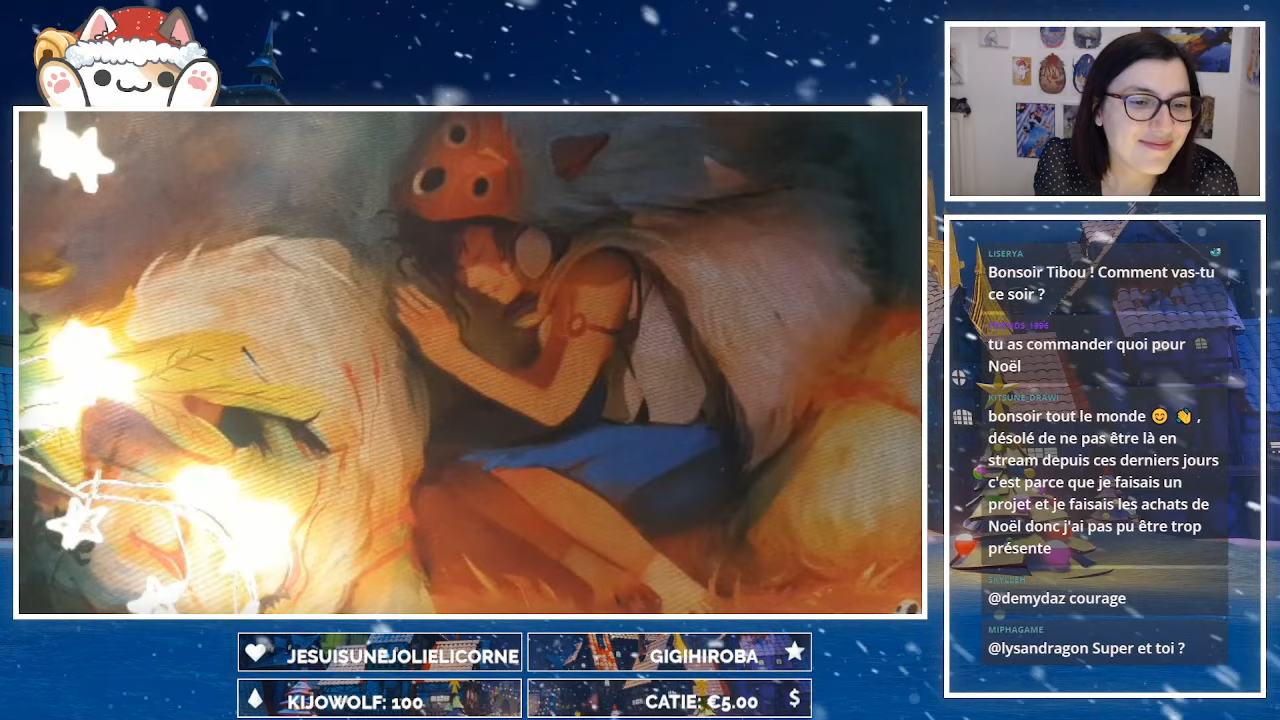 LISERYA
Bonsoir Tibou ! Comment vas-tu
ce soir ?
tu as commander quoi pour
Noël
KITSUNE_DRAWI
bonsoir tout le monde 😊 👏 ,
désolé de ne pas être là en
stream depuis ces derniers jours
c'est parce que je faisais un
projet et je faisais les achats de
Noël donc j'ai pas pu être trop
présente
SKYLLEH
@demydaz courage
MIPHAGAME
@lysandragon Super et toi ?
JESUISUNEJOLIELICORNE
GIGIHIROBA
KIJOWOLF: 100
CATIE: €5.00
$